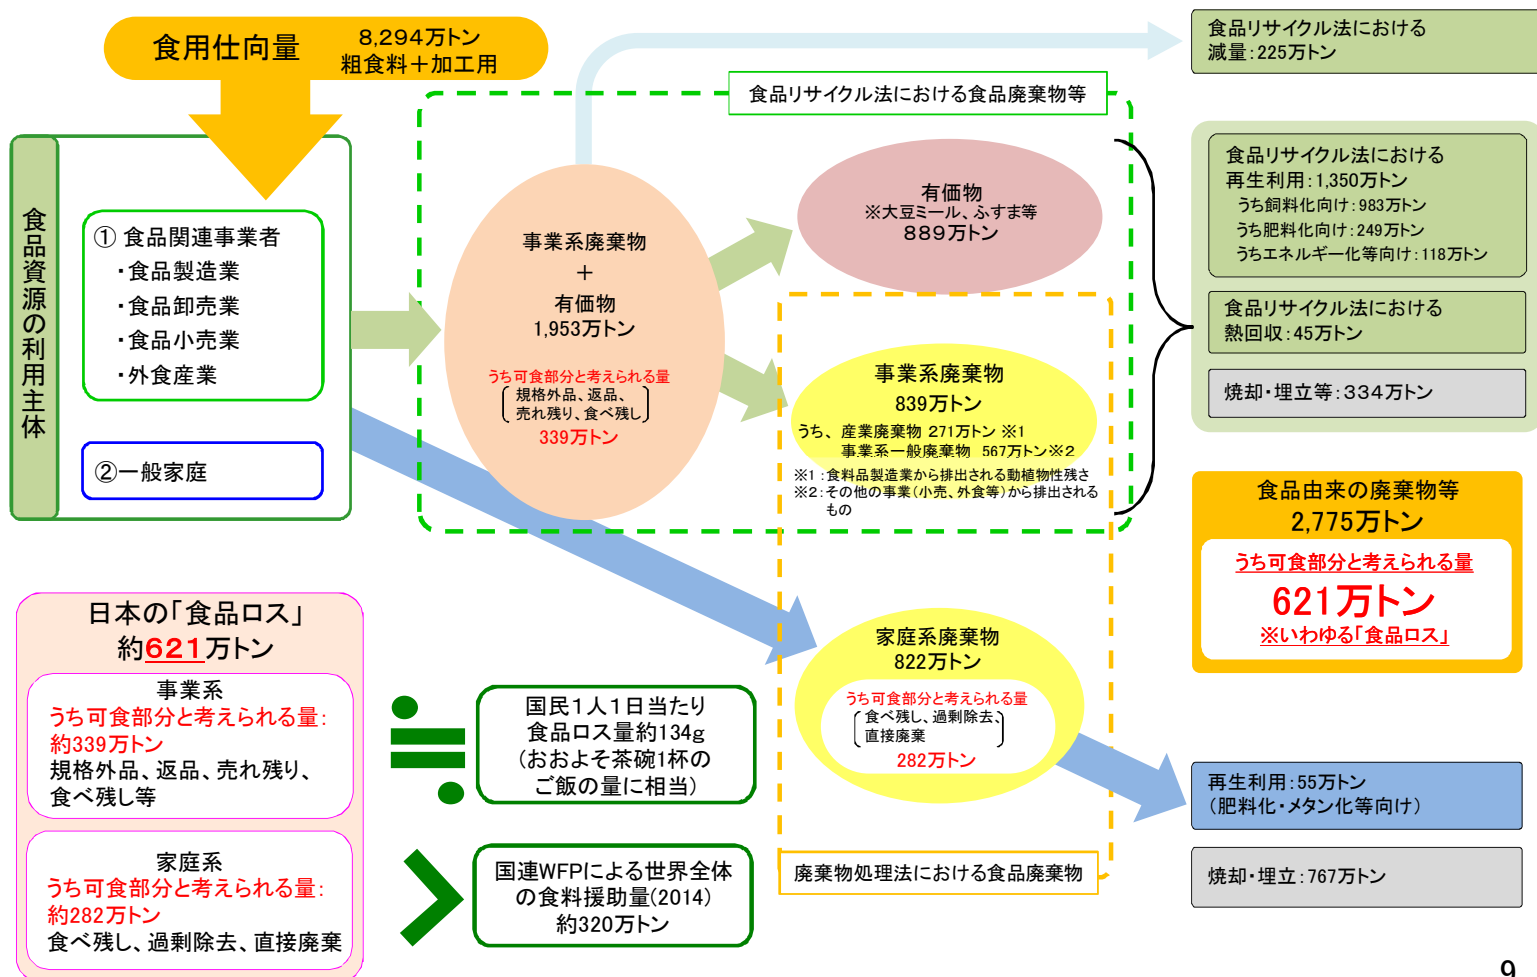 食用仕向量
8,294万トン
粗食料＋加工用
食品資源の利用主体
① 食品関連事業者
・食品製造業
・食品卸売業
・食品小売業
・外食産業
②一般家庭
食品リサイクル法における食品廃棄物等
事業系廃棄物
＋
有価物
1,953万トン
うち可食部分と考えられる量
規格外品、返品、
売れ残り、食べ残し
339万トン
有価物
※大豆ミール、ふすま等
889万トン
事業系廃棄物
839万トン
うち、 産業廃棄物 271万トン ※1
事業系一般廃棄物 567万トン※2
※1：食料品製造業から排出される動植物性残さ
※2：その他の事業（小売、外食等）から排出される
もの
家庭系廃棄物
822万トン
うち可食部分と考えられる量
食べ残し、過剰除去、
直接廃棄
282万トン
廃棄物処理法における食品廃棄物
食品リサイクル法における
減量：225万トン
食品リサイクル法における
再生利用：1,350万トン
うち飼料化向け：983万トン
うち肥料化向け：249万トン
うちエネルギー化等向け：118万トン
食品リサイクル法における
熱回収：45万トン
焼却・埋立等：334万トン
食品由来の廃棄物等
2,775万トン
うち可食部分と考えられる量
621万トン
※いわゆる「食品ロス」
再生利用：55万トン
（肥料化・メタン化等向け）
焼却・埋立：767万トン
日本の「食品ロス」
約621万トン
事業系
うち可食部分と考えられる量：
約339万トン
規格外品、返品、売れ残り、
食べ残し等
家庭系
うち可食部分と考えられる量：
約282万トン
食べ残し、過剰除去、直接廃棄
≒
国民１人１日当たり
食品ロス量約134g
（おおよそ茶碗1杯の
ご飯の量に相当）
＞
国連WFPによる世界全体
の食料援助量(2014)
約320万トン
9